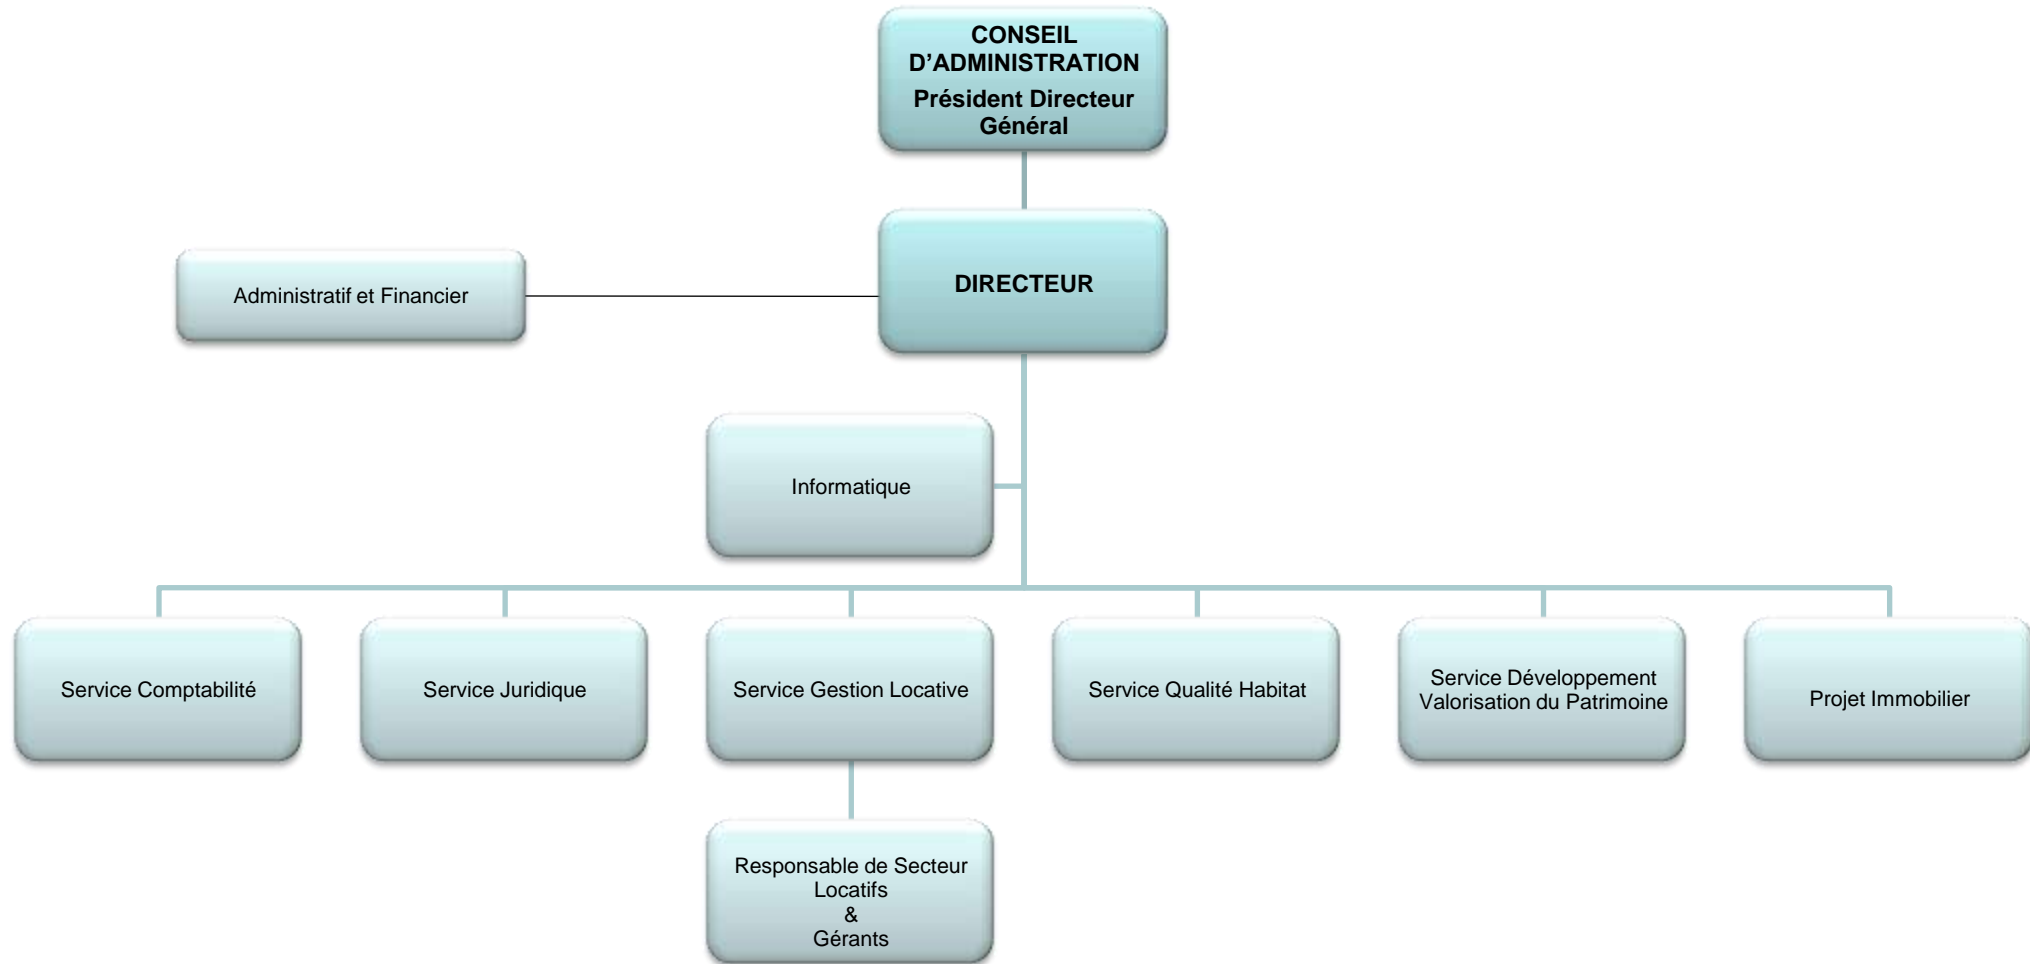 CONSEIL
D’ADMINISTRATION
Président Directeur
Général
DIRECTEUR
Administratif et Financier
Informatique
Service Comptabilité
Service Juridique
Service Gestion Locative
Service Qualité Habitat
Service Développement
Valorisation du Patrimoine
Projet Immobilier
Responsable de Secteur
Locatifs
&
Gérants